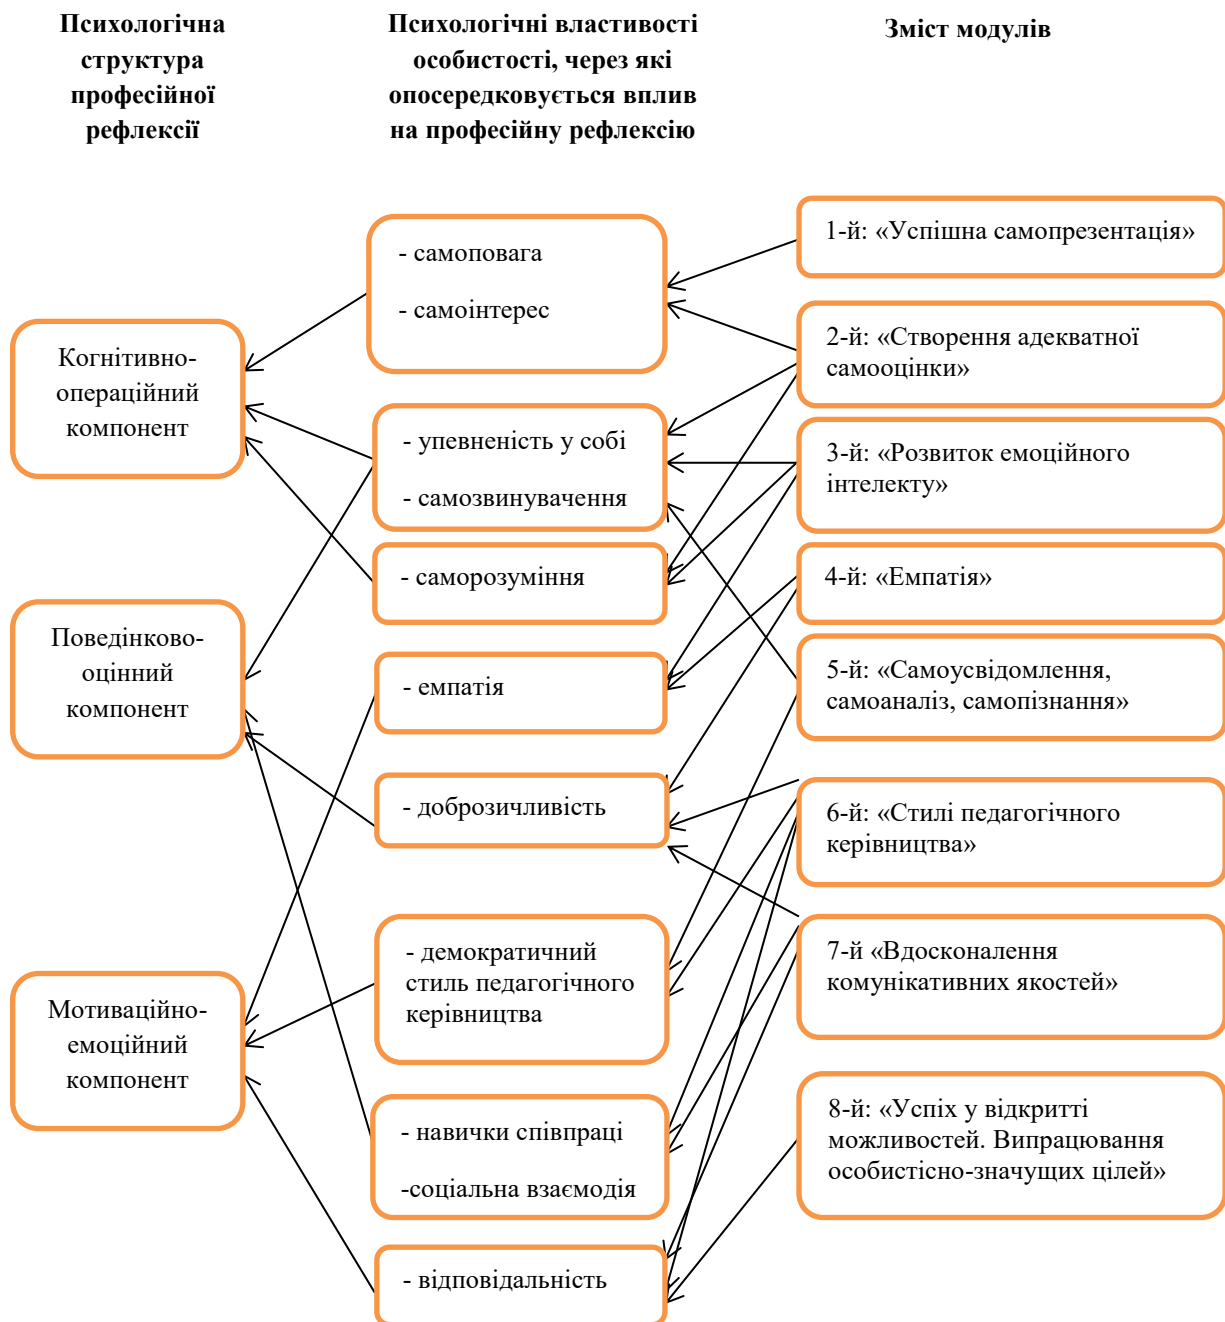 Психологічна
структура
професійної
рефлексії
Психологічні властивості
особистості, через які
опосередковується вплив
на професійну рефлексію
Зміст модулів
Когнітивно-
операційний
компонент
Поведінково-
оцінний
компонент
Мотиваційно-
емоційний
компонент
- самоповага
- самоінтерес
- упевненість у собі
- самозвинувачення
- саморозуміння
- емпатія
- доброзичливість
- демократичний
стиль педагогічного
керівництва
- навички співпраці
-соціальна взаємодія
- відповідальність
1-й: «Успішна самопрезентація»
2-й: «Створення адекватної
самооцінки»
3-й: «Розвиток емоційного
інтелекту»
4-й: «Емпатія»
5-й: «Самоусвідомлення,
самоаналіз, самопізнання»
6-й: «Стилі педагогічного
керівництва»
7-й «Вдосконалення
комунікативних якостей»
8-й: «Успіх у відкритті
можливостей. Випрацювання
особистісно-значущих цілей»